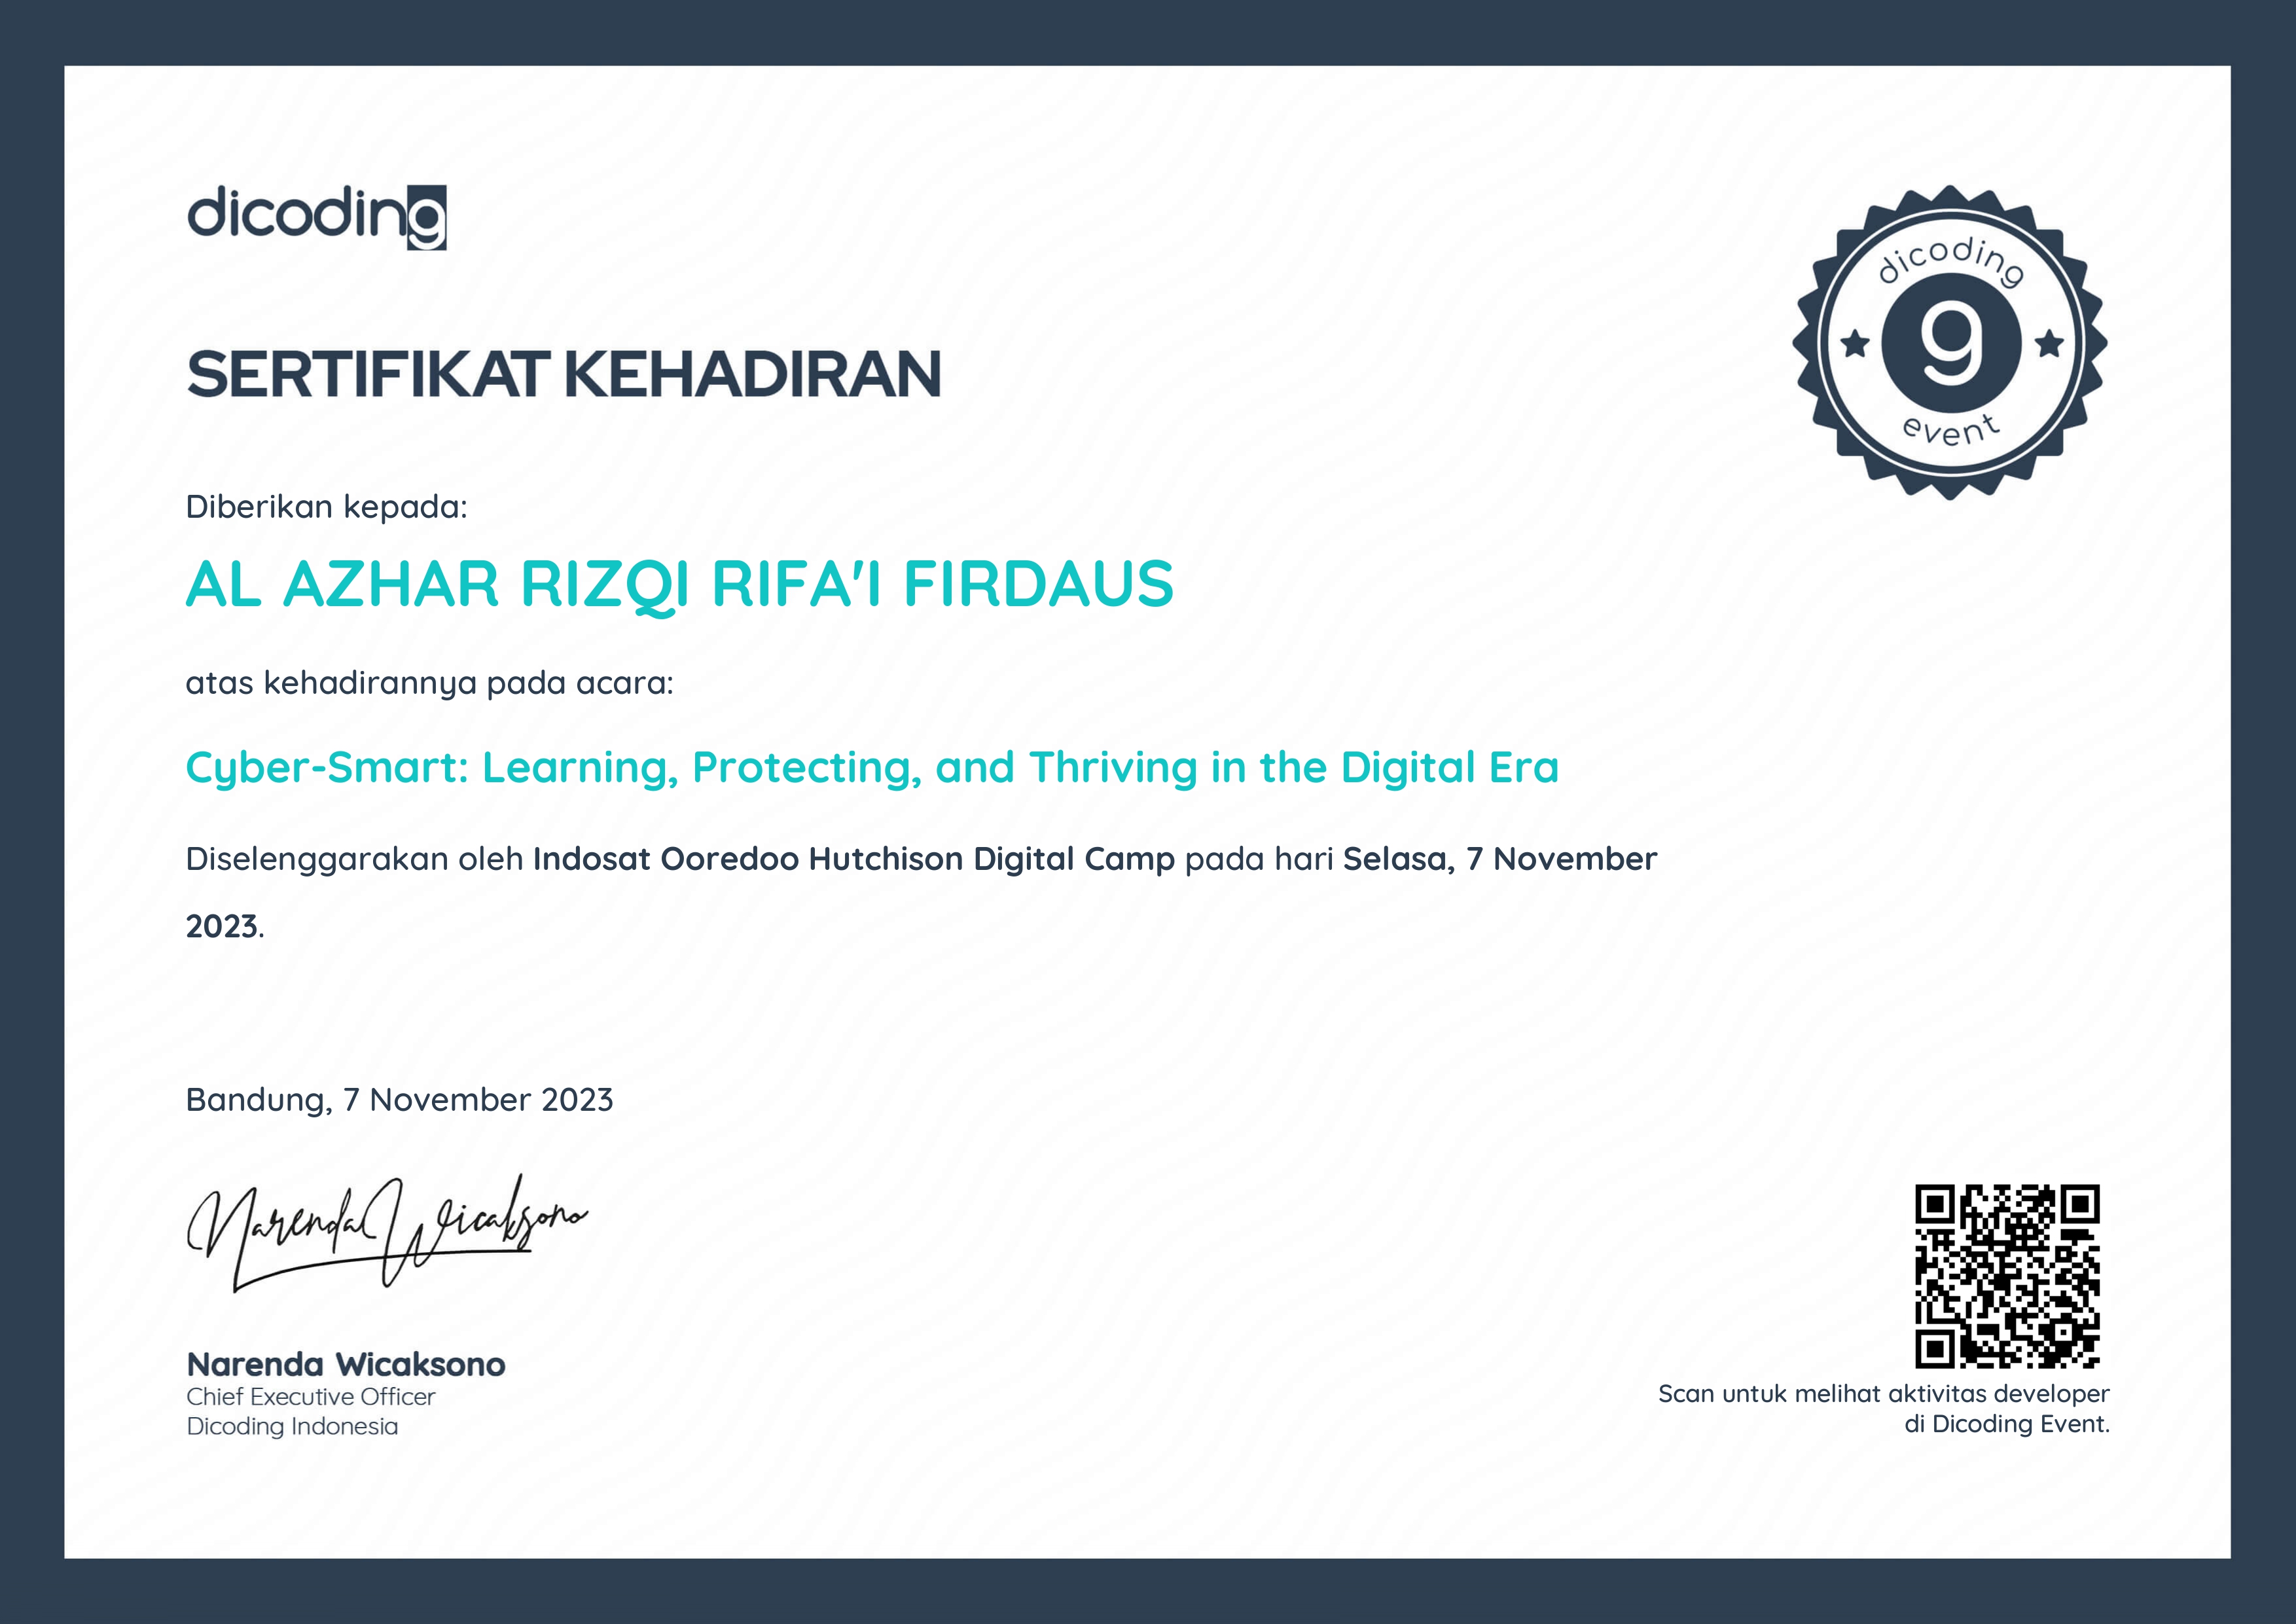 dicoding
dicoding
g
event
SERTIFIKAT KEHADIRAN
Diberikan kepada:
AL AZHAR RIZQI RIFA'I FIRDAUS
atas kehadirannya pada acara:
Cyber-Smart: Learning, Protecting, and Thriving in the Digital Era
Diselenggarakan oleh Indosat Ooredoo Hutchison Digital Camp pada hari Selasa, 7 November
2023.
Bandung, 7 November 2023
Narenda Wicaksono
Narenda Wicaksono
Chief Executive Officer
Dicoding Indonesia
Scan untuk melihat aktivitas developer
di Dicoding Event.